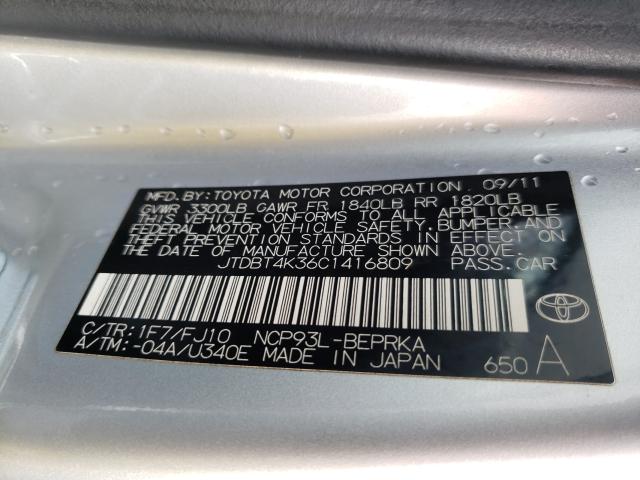 MFD. BY: TOYOTA MOTOR CORPORATION 09/11
GVWR 3300LB GAWR FR 1840LB RR 1820LB
THIS VEHICLE CONFORMS TO ALL APPLICABLE
FEDERAL MOTOR VEHICLE SAFETY, BUMPER, AND
THEFT PREVENTION STANDARDS IN EFFECT ON
THE DATE OF MANUFACTURE SHOWN ABOVE.
JTDBT4K36C1416809 PASS. CAR
C/TR: 1F7/FJ10 NCP93L-BEPRKA
A/TM: -04A/U340E MADE IN JAPAN 650 A